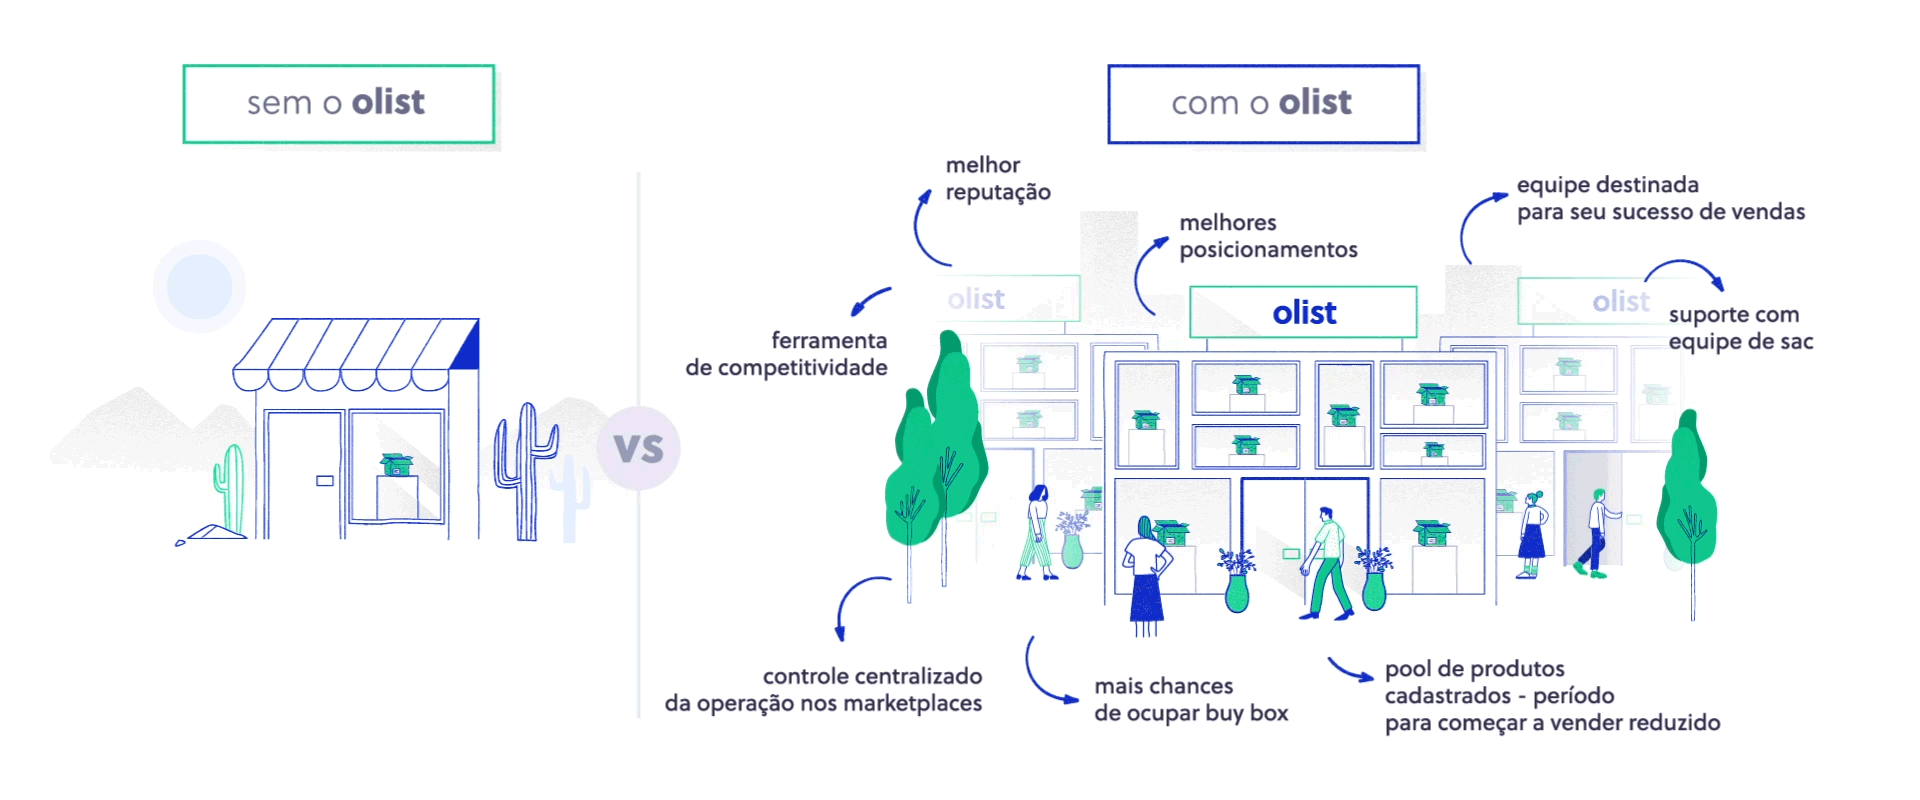 sem o olist
com o olist
vs
melhor
reputação
melhores
posicionamentos
equipe destinada
para seu sucesso de vendas
suporte com
equipe de sac
ferramenta
de competitividade
olist
olist
olist
controle centralizado
da operação nos marketplaces
mais chances
de ocupar buy box
pool de produtos
cadastrados - período
para começar a vender reduzido